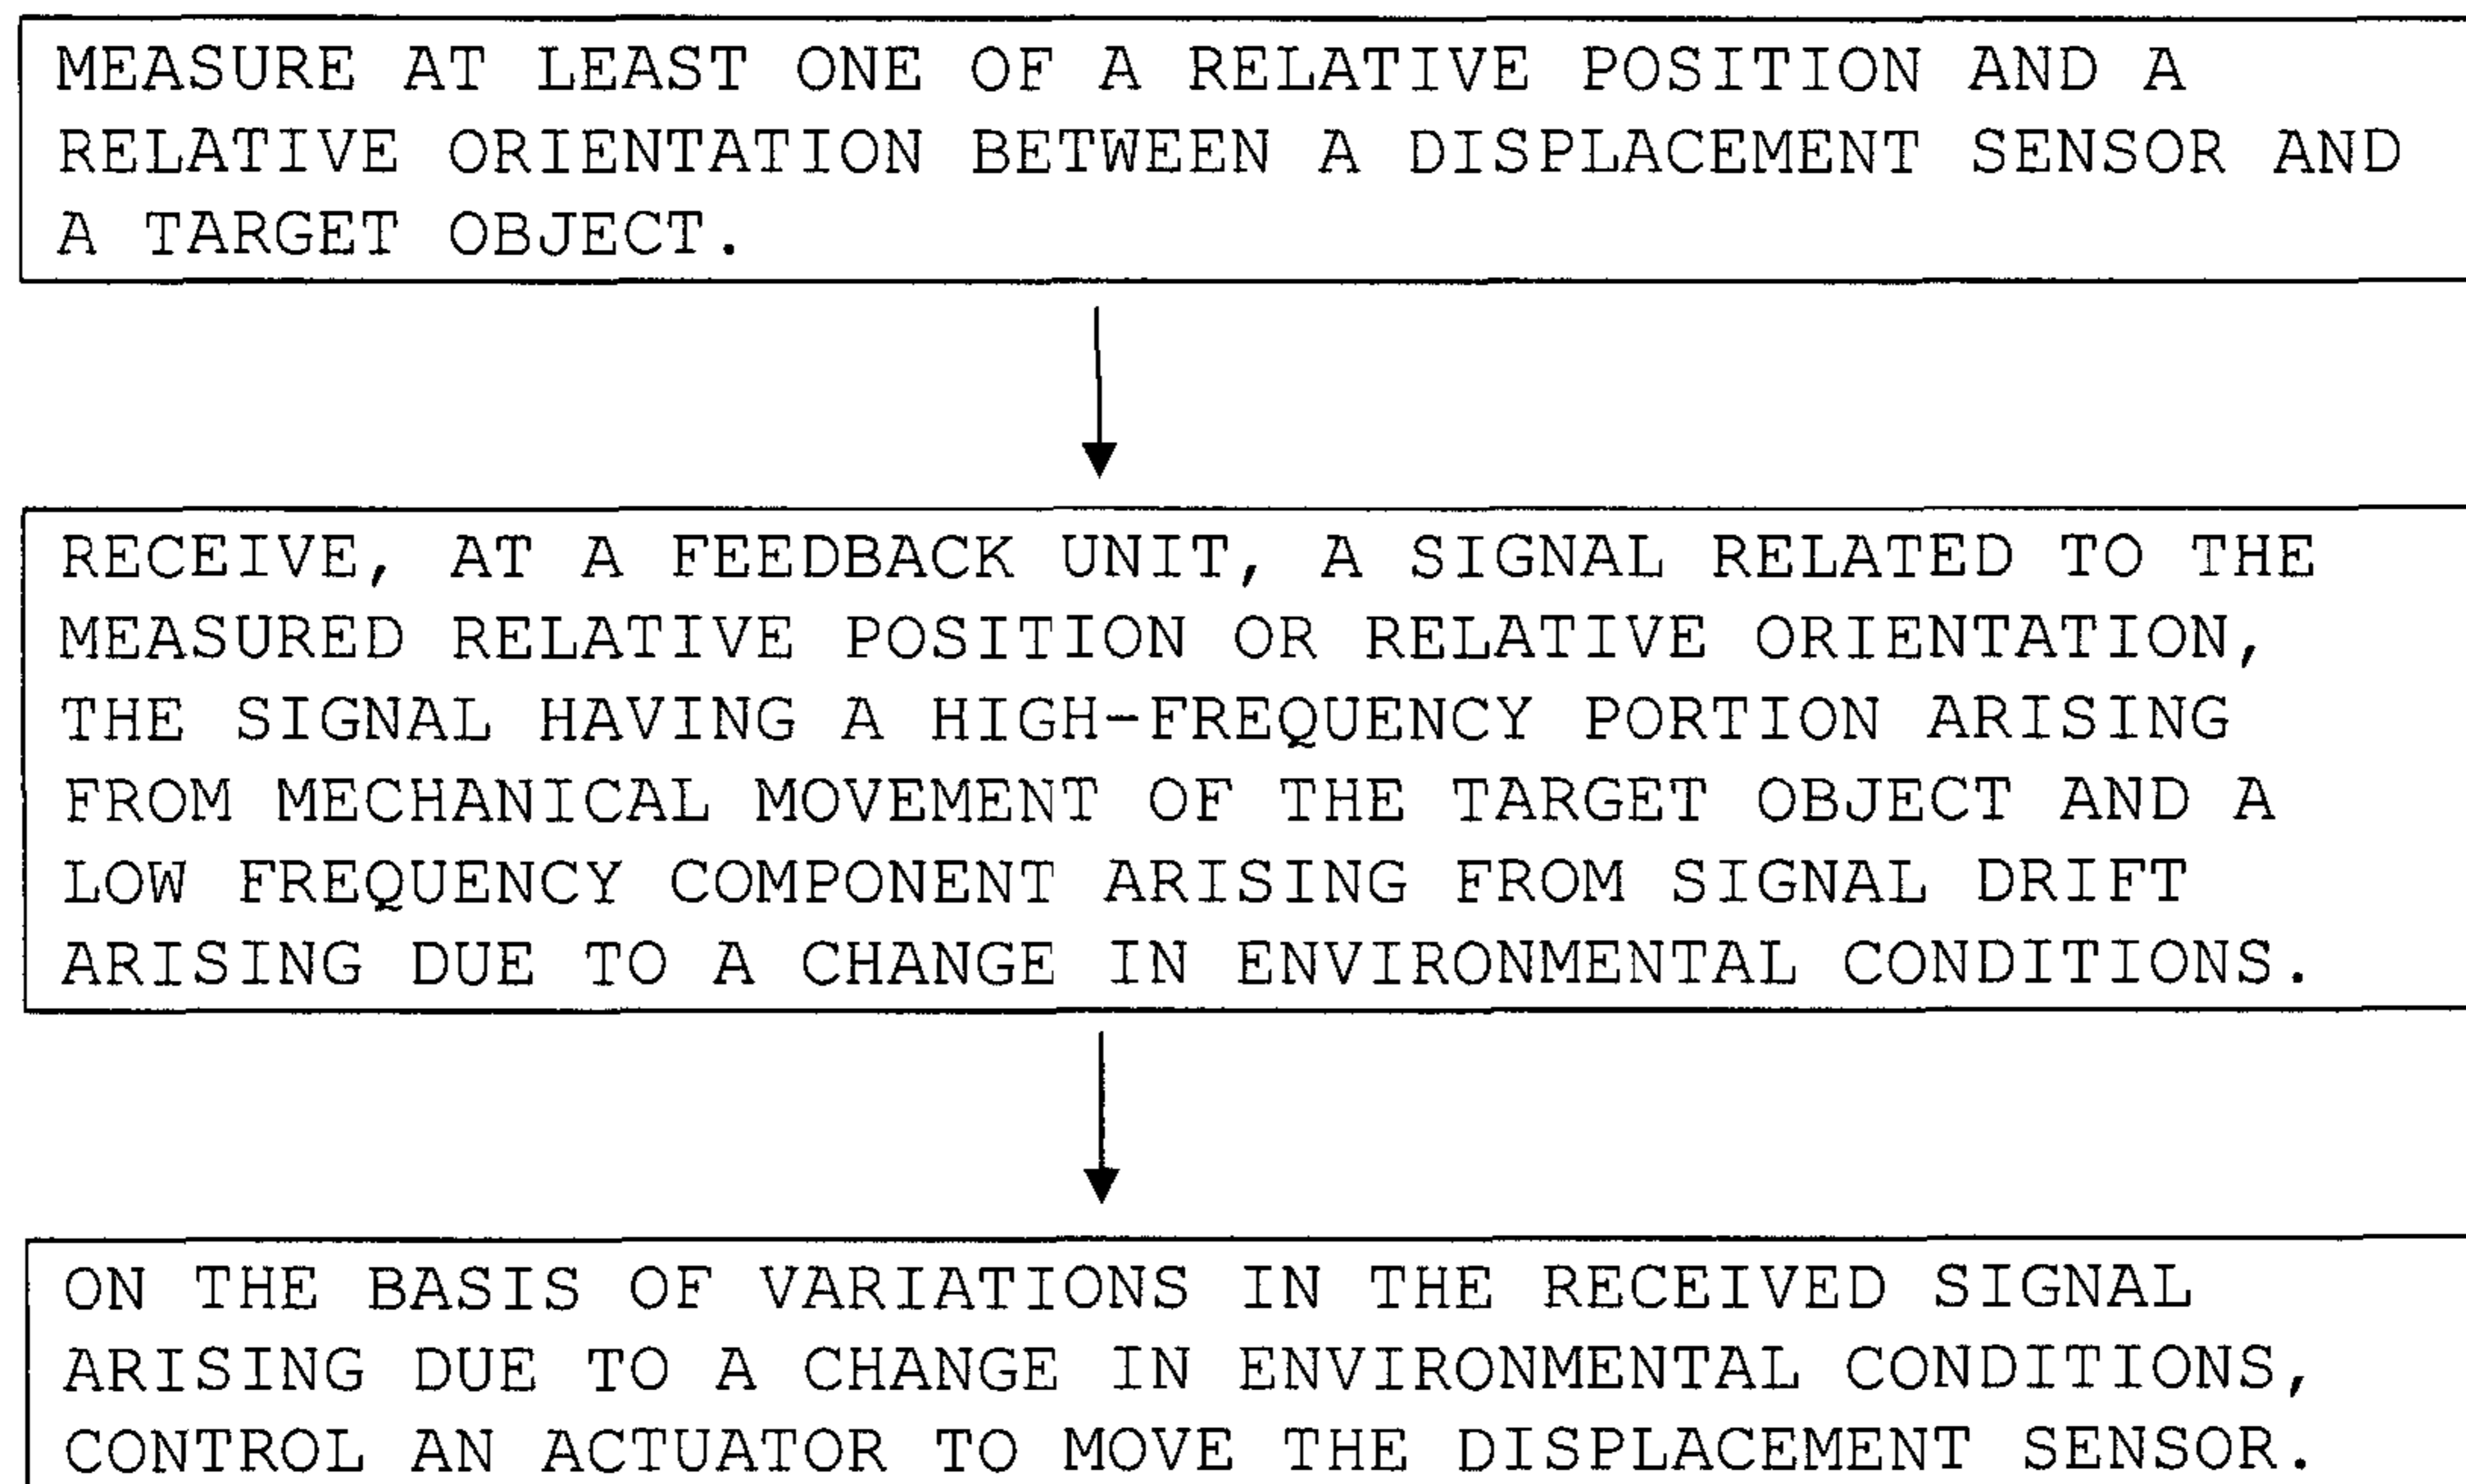 MEASURE AT LEAST ONE OF A RELATIVE POSITION AND A
RELATIVE ORIENTATION BETWEEN A DISPLACEMENT SENSOR AND
A TARGET OBJECT.
RECEIVE, AT A FEEDBACK UNIT, A SIGNAL RELATED TO THE
MEASURED RELATIVE POSITION OR RELATIVE ORIENTATION,
THE SIGNAL HAVING A HIGH-FREQUENCY PORTION ARISING
FROM MECHANICAL MOVEMENT OF THE TARGET OBJECT AND A
LOW FREQUENCY COMPONENT ARISING FROM SIGNAL DRIFT
ARISING DUE TO A CHANGE IN ENVIRONMENTAL CONDITIONS.
ON THE BASIS OF VARIATIONS IN THE RECEIVED SIGNAL
ARISING DUE TO A CHANGE IN ENVIRONMENTAL CONDITIONS,
CONTROL AN ACTUATOR TO MOVE THE DISPLACEMENT SENSOR.